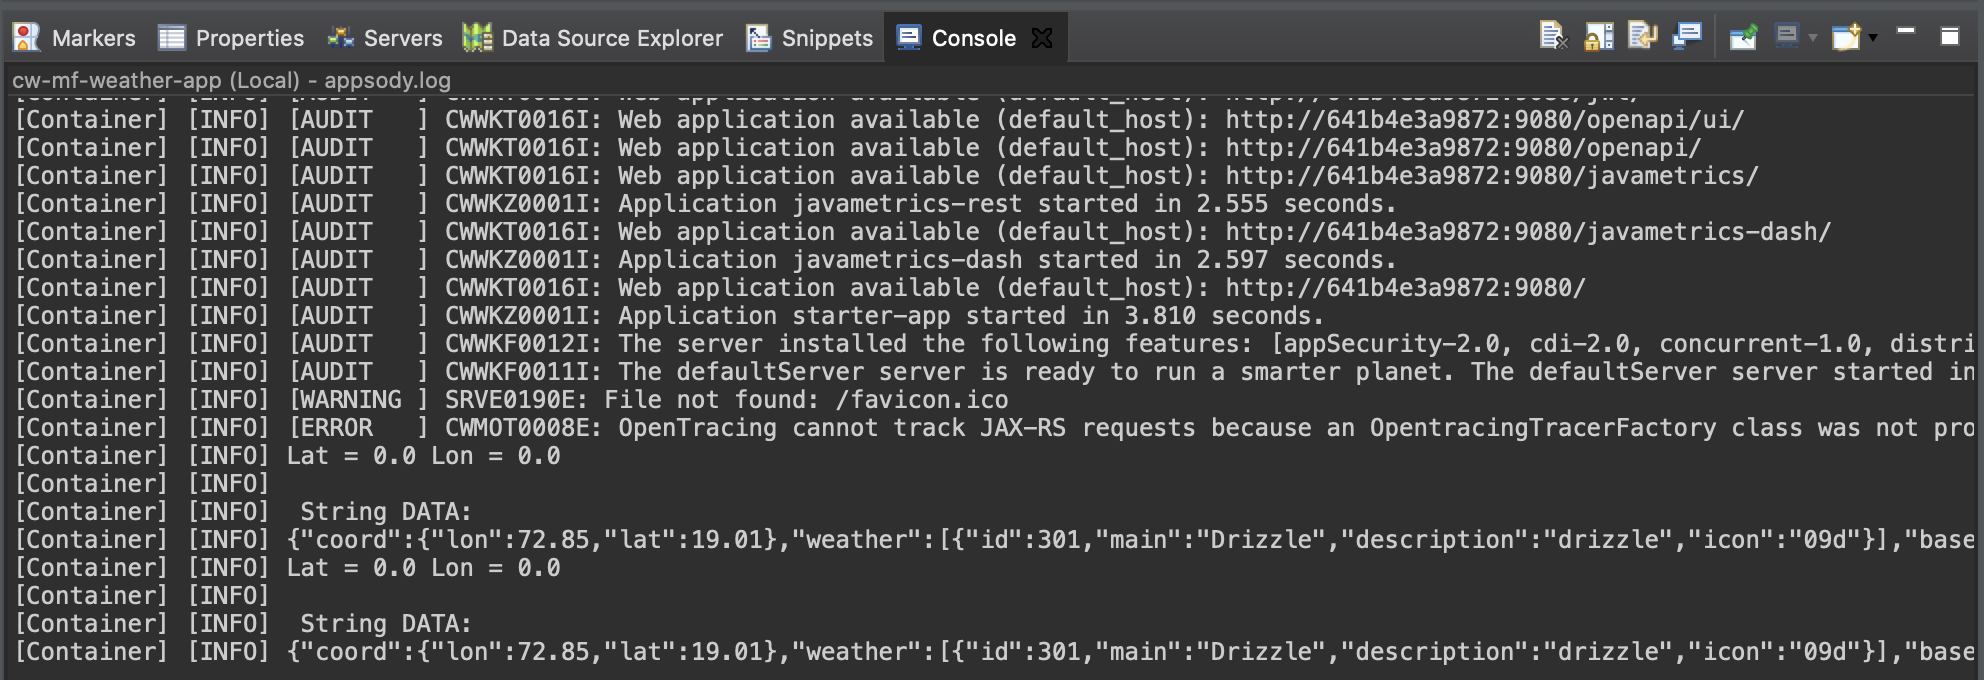 Markers Properties Servers Data Source Explorer Snippets Console
cw-mf-weather-app (Local) - appsody.log
[Container] [INFO] [AUDIT   ] CWWKT0016I: Web application available (default_host): http://641b4e3a9872:9080/jwt/
[Container] [INFO] [AUDIT   ] CWWKT0016I: Web application available (default_host): http://641b4e3a9872:9080/openapi/ui/
[Container] [INFO] [AUDIT   ] CWWKT0016I: Web application available (default_host): http://641b4e3a9872:9080/openapi/
[Container] [INFO] [AUDIT   ] CWWKT0016I: Web application available (default_host): http://641b4e3a9872:9080/javametrics/
[Container] [INFO] [AUDIT   ] CWWKZ0001I: Application javametrics-rest started in 2.555 seconds.
[Container] [INFO] [AUDIT   ] CWWKT0016I: Web application available (default_host): http://641b4e3a9872:9080/javametrics-dash/
[Container] [INFO] [AUDIT   ] CWWKZ0001I: Application javametrics-dash started in 2.597 seconds.
[Container] [INFO] [AUDIT   ] CWWKT0016I: Web application available (default_host): http://641b4e3a9872:9080/
[Container] [INFO] [AUDIT   ] CWWKZ0001I: Application starter-app started in 3.810 seconds.
[Container] [INFO] [AUDIT   ] CWWKF0012I: The server installed the following features: [appSecurity-2.0, cdi-2.0, concurrent-1.0, distri
[Container] [INFO] [AUDIT   ] CWWKF0011I: The defaultServer server is ready to run a smarter planet. The defaultServer server started in
[Container] [INFO] [WARNING ] SRVE0190E: File not found: /favicon.ico
[Container] [INFO] [ERROR   ] CWMOT0008E: OpenTracing cannot track JAX-RS requests because an OpentracingTracerFactory class was not pro
[Container] [INFO] Lat = 0.0 Lon = 0.0
[Container] [INFO]
[Container] [INFO]  String DATA:
[Container] [INFO] {"coord":{"lon":72.85,"lat":19.01},"weather":[{"id":301,"main":"Drizzle","description":"drizzle","icon":"09d"}],"base
[Container] [INFO] Lat = 0.0 Lon = 0.0
[Container] [INFO]
[Container] [INFO]  String DATA:
[Container] [INFO] {"coord":{"lon":72.85,"lat":19.01},"weather":[{"id":301,"main":"Drizzle","description":"drizzle","icon":"09d"}],"base